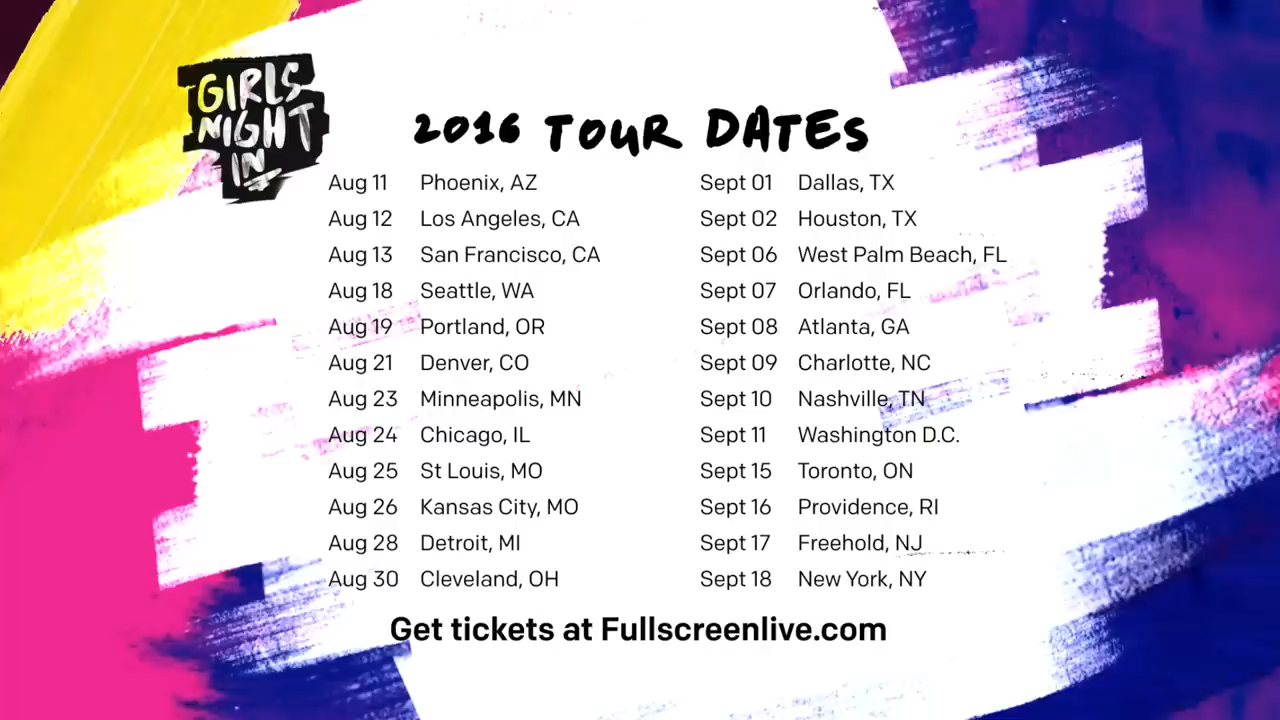 GIRLS
NIGHT
IN
2016 TOUR DATES
Aug 11 Phoenix, AZ
Aug 12 Los Angeles, CA
Aug 13 San Francisco, CA
Aug 18 Seattle, WA
Aug 19 Portland, OR
Aug 21 Denver, CO
Aug 23 Minneapolis, MN
Aug 24 Chicago, IL
Aug 25 St Louis, MO
Aug 26 Kansas City, MO
Aug 28 Detroit, MI
Aug 30 Cleveland, OH
Sept 01 Dallas, TX
Sept 02 Houston, TX
Sept 06 West Palm Beach, FL
Sept 07 Orlando, FL
Sept 08 Atlanta, GA
Sept 09 Charlotte, NC
Sept 10 Nashville, TN
Sept 11 Washington D.C.
Sept 15 Toronto, ON
Sept 16 Providence, RI
Sept 17 Freehold, NJ
Sept 18 New York, NY
Get tickets at Fullscreenlive.com